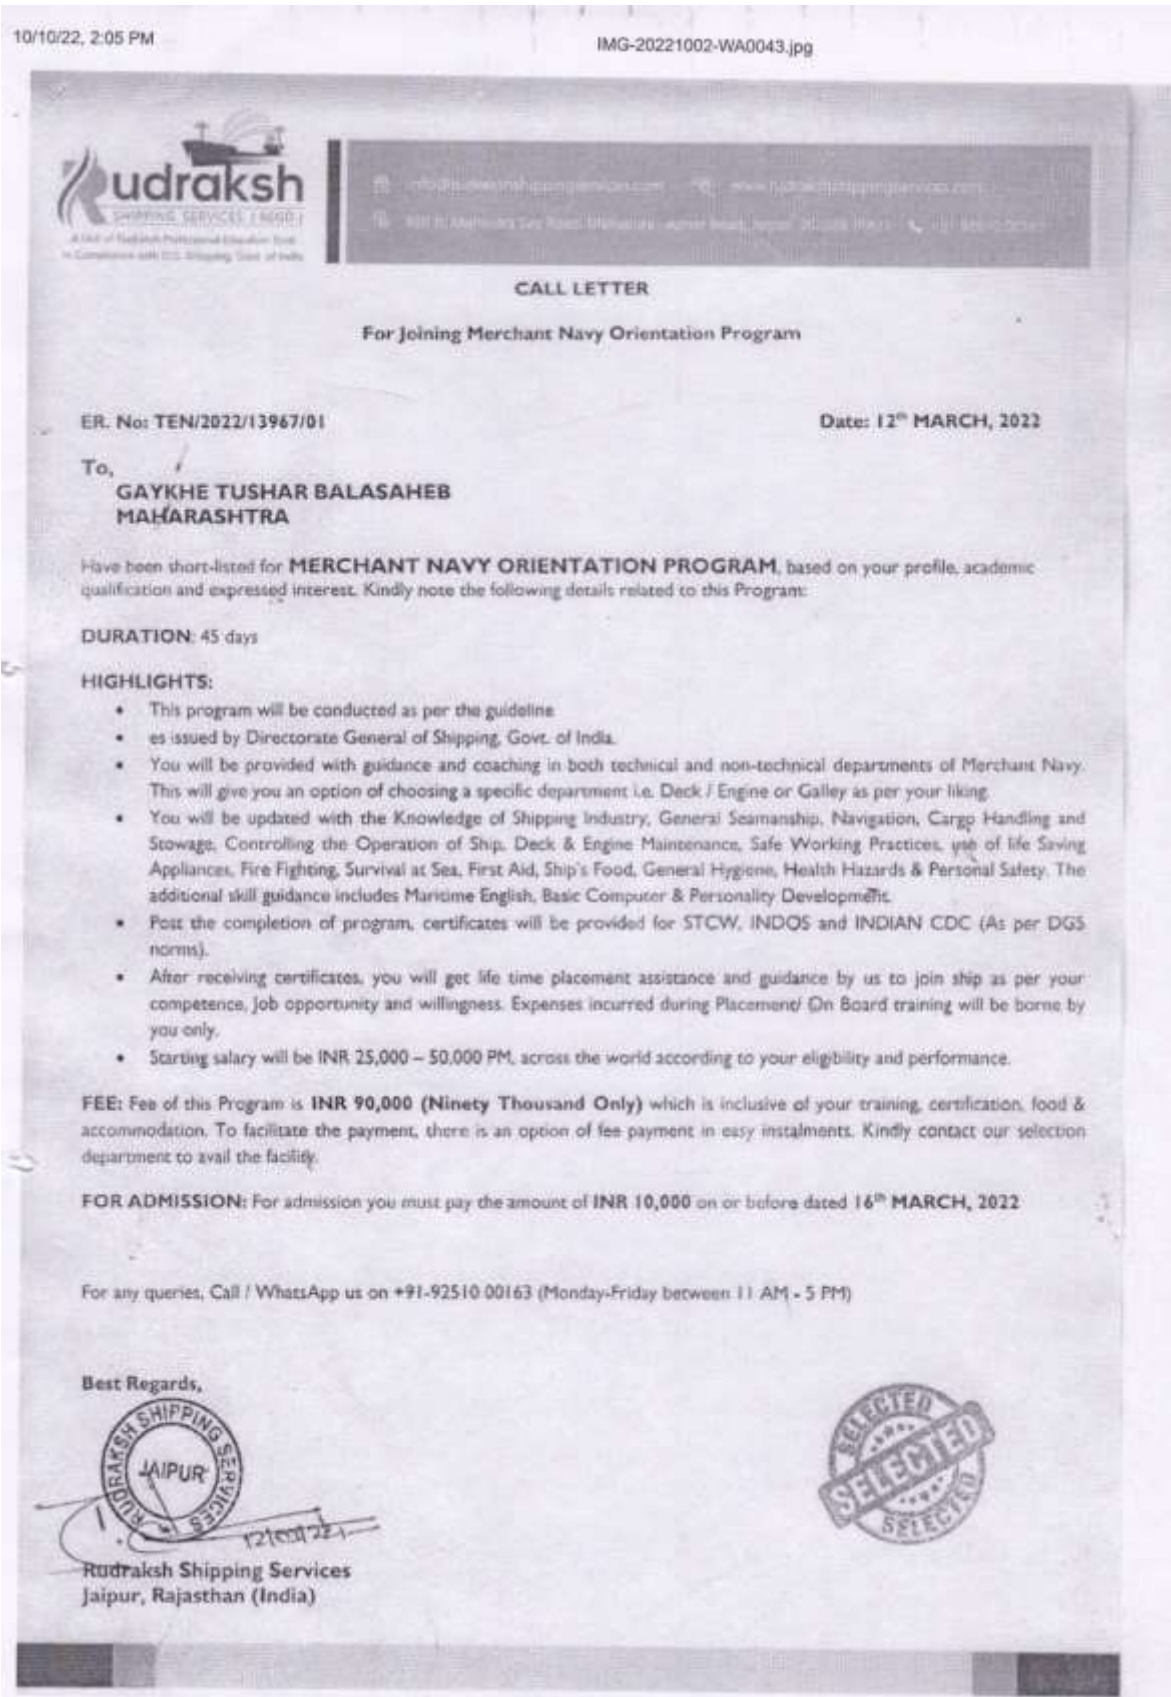 10/10/22, 2:05 PM
IMG-20221002-WA0043.jpg
Rudraksh
SHIPPING SERVICES (REGD.)
In Compliance with D.G. Shipping, Govt. of India
CALL LETTER
For Joining Merchant Navy Orientation Program
ER. No: TEN/2022/13967/01
Date: 12th MARCH, 2022
To,
GAYKHE TUSHAR BALASAHEB
MAHARASHTRA
Have been short-listed for MERCHANT NAVY ORIENTATION PROGRAM, based on your profile, academic
qualification and expressed interest. Kindly note the following details related to this Program:
DURATION: 45 days
HIGHLIGHTS:
• This program will be conducted as per the guideline
• es issued by Directorate General of Shipping, Govt. of India.
• You will be provided with guidance and coaching in both technical and non-technical departments of Merchant Navy.
This will give you an option of choosing a specific department i.e. Deck / Engine or Galley as per your liking.
• You will be updated with the Knowledge of Shipping Industry, General Seamanship, Navigation, Cargo Handling and
Stowage, Controlling the Operation of Ship, Deck & Engine Maintenance, Safe Working Practices, use of life Saving
Appliances, Fire Fighting, Survival at Sea, First Aid, Ship's Food, General Hygiene, Health Hazards & Personal Safety. The
additional skill guidance includes Maritime English, Basic Computer & Personality Development.
• Post the completion of program, certificates will be provided for STCW, INDOS and INDIAN CDC (As per DGS
norms).
• After receiving certificates, you will get life time placement assistance and guidance by us to join ship as per your
competence, Job opportunity and willingness. Expenses incurred during Placement/ On Board training will be borne by
you only.
• Starting salary will be INR 25,000 – 50,000 PM, across the world according to your eligibility and performance.
FEE: Fee of this Program is INR 90,000 (Ninety Thousand Only) which is inclusive of your training, certification, food &
accommodation. To facilitate the payment, there is an option of fee payment in easy instalments. Kindly contact our selection
department to avail the facility.
FOR ADMISSION: For admission you must pay the amount of INR 10,000 on or before dated 16th MARCH, 2022
For any queries, Call / WhatsApp us on +91-92510 00163 (Monday-Friday between 11 AM - 5 PM)
Best Regards,
RUDRAKSH SHIPPING SERVICES
JAIPUR
SELECTED
SELECTED
SELECTED
Rudraksh Shipping Services
Jaipur, Rajasthan (India)